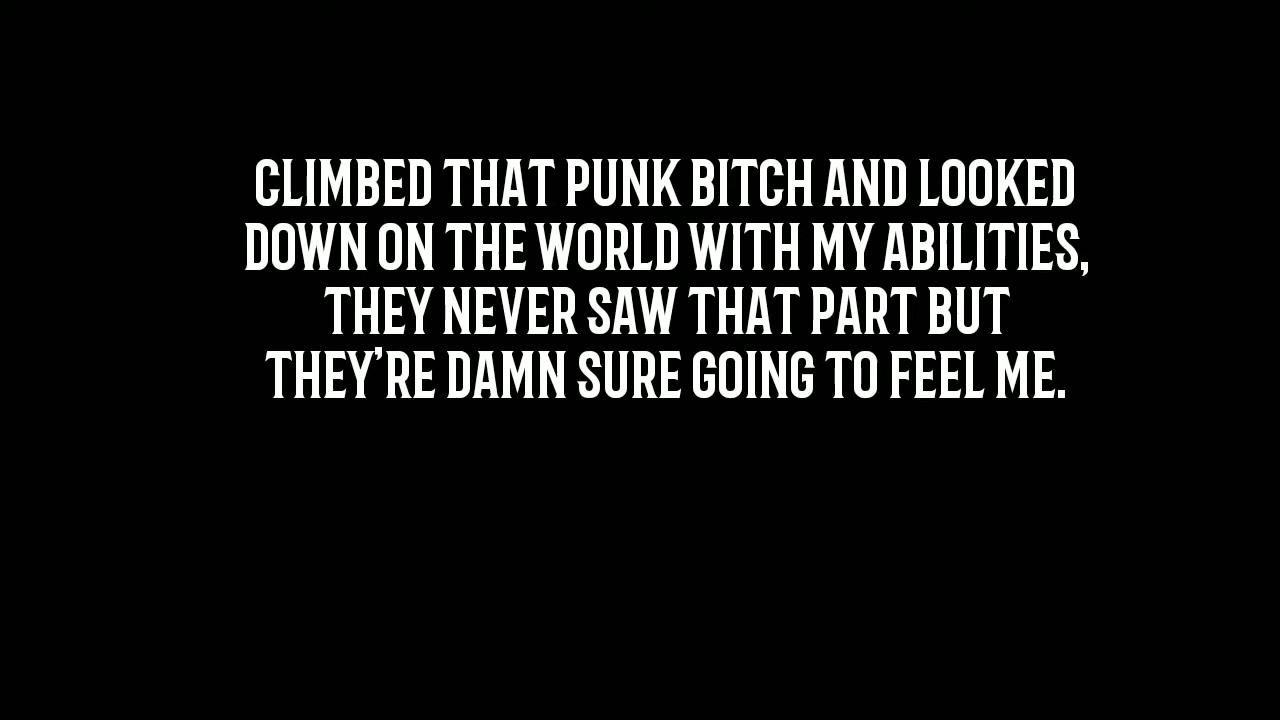 CLIMBED THAT PUNK BITCH AND LOOKED
DOWN ON THE WORLD WITH MY ABILITIES,
THEY NEVER SAW THAT PART BUT
THEY’RE DAMN SURE GOING TO FEEL ME.